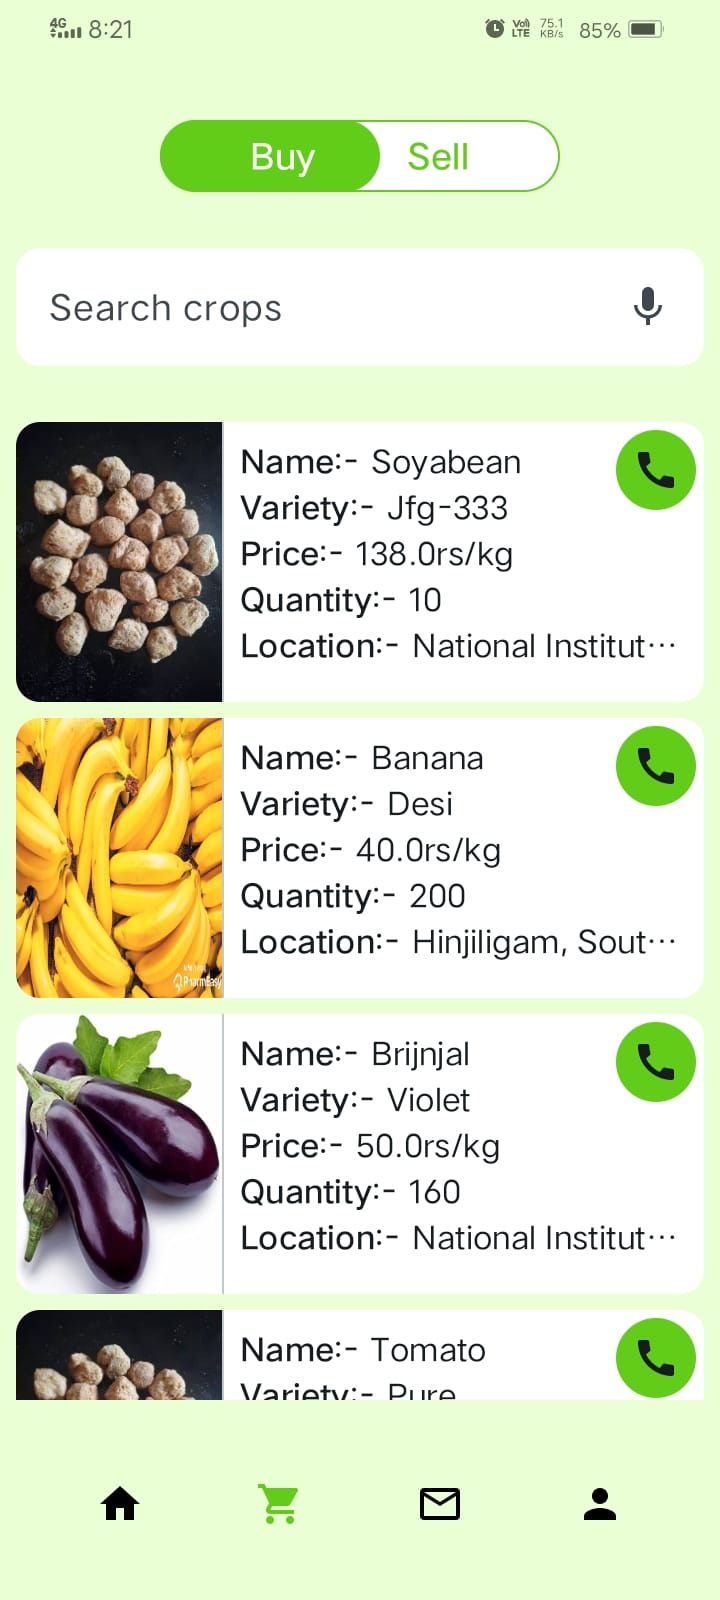 4G 8:21 Vo) LTE 75.1 KB/s 85%
Buy Sell
Search crops
Name:- Soyabean
Variety:- Jfg-333
Price:- 138.0rs/kg
Quantity:- 10
Location:- National Institut...
Name:- Banana
Variety:- Desi
Price:- 40.0rs/kg
Quantity:- 200
Location:- Hinjiligam, Sout...
PharmEasy
Name:- Brijnjal
Variety:- Violet
Price:- 50.0rs/kg
Quantity:- 160
Location:- National Institut...
Name:- Tomato
Variety:- Pure